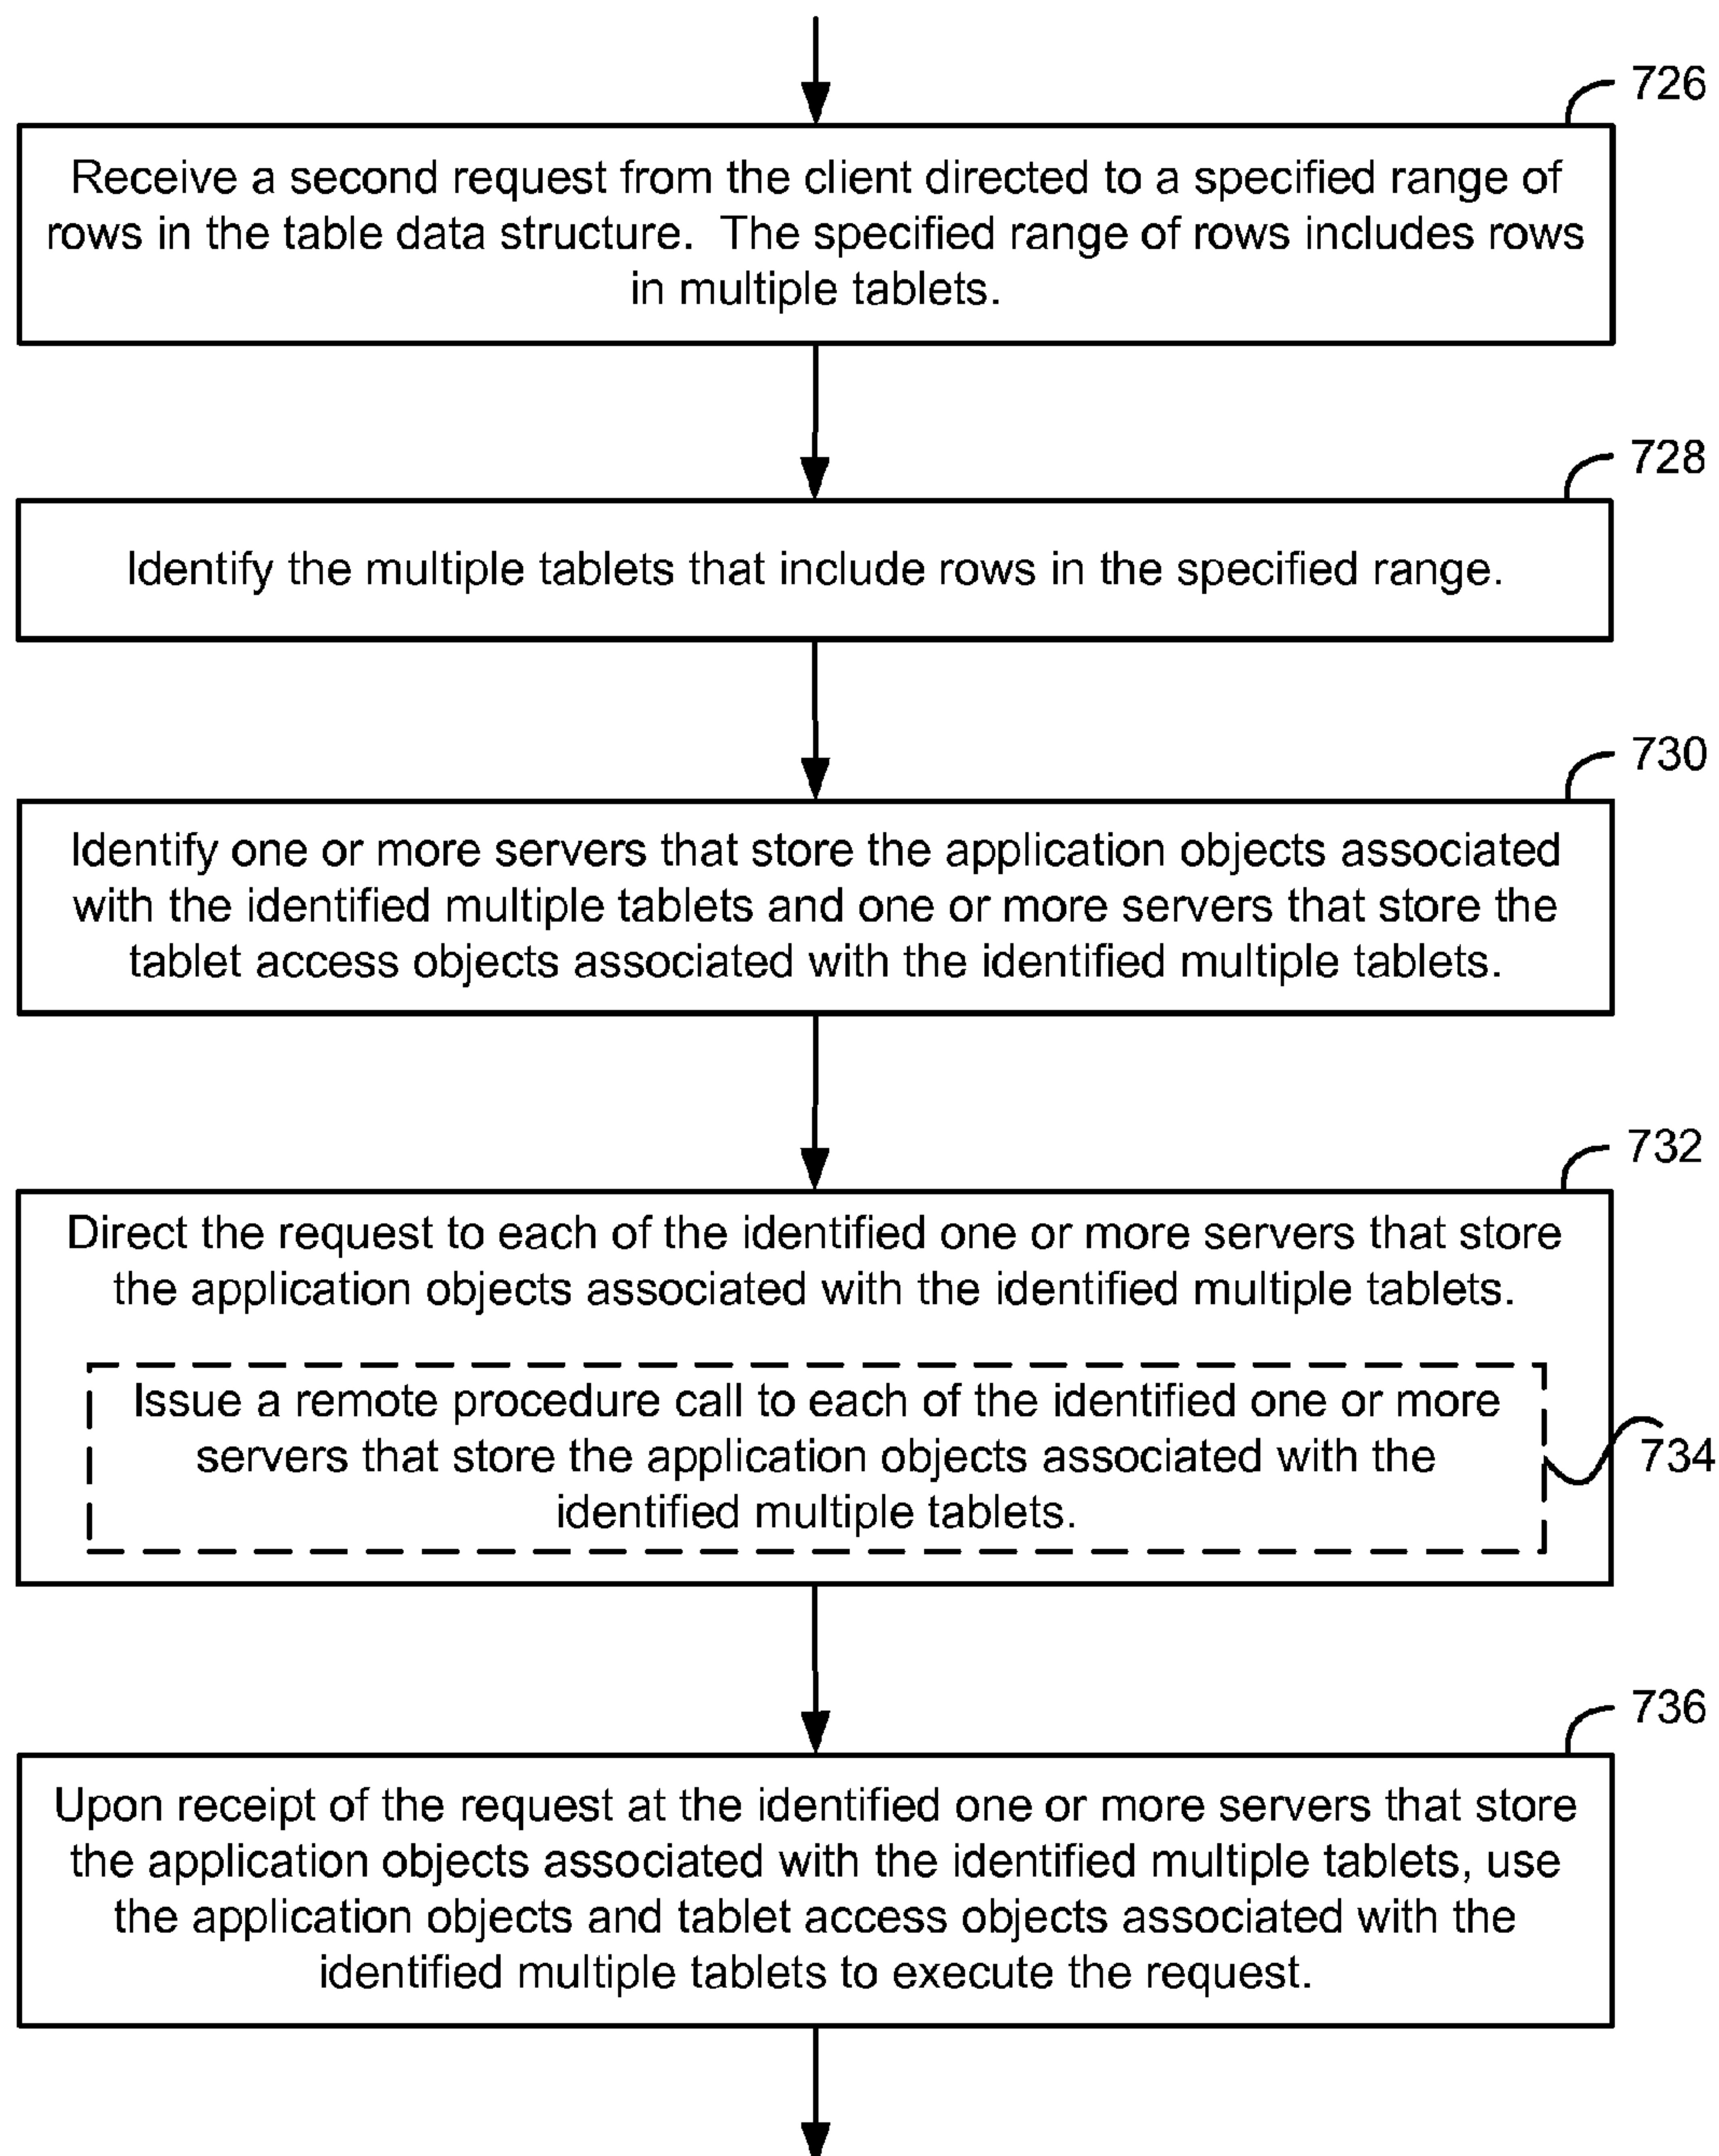 726
Receive a second request from the client directed to a specified range of
rows in the table data structure.  The specified range of rows includes rows
in multiple tablets.
728
Identify the multiple tablets that include rows in the specified range.
730
Identify one or more servers that store the application objects associated
with the identified multiple tablets and one or more servers that store the
tablet access objects associated with the identified multiple tablets.
732
Direct the request to each of the identified one or more servers that store
the application objects associated with the identified multiple tablets.
Issue a remote procedure call to each of the identified one or more
servers that store the application objects associated with the
identified multiple tablets.
734
736
Upon receipt of the request at the identified one or more servers that store
the application objects associated with the identified multiple tablets, use
the application objects and tablet access objects associated with the
identified multiple tablets to execute the request.